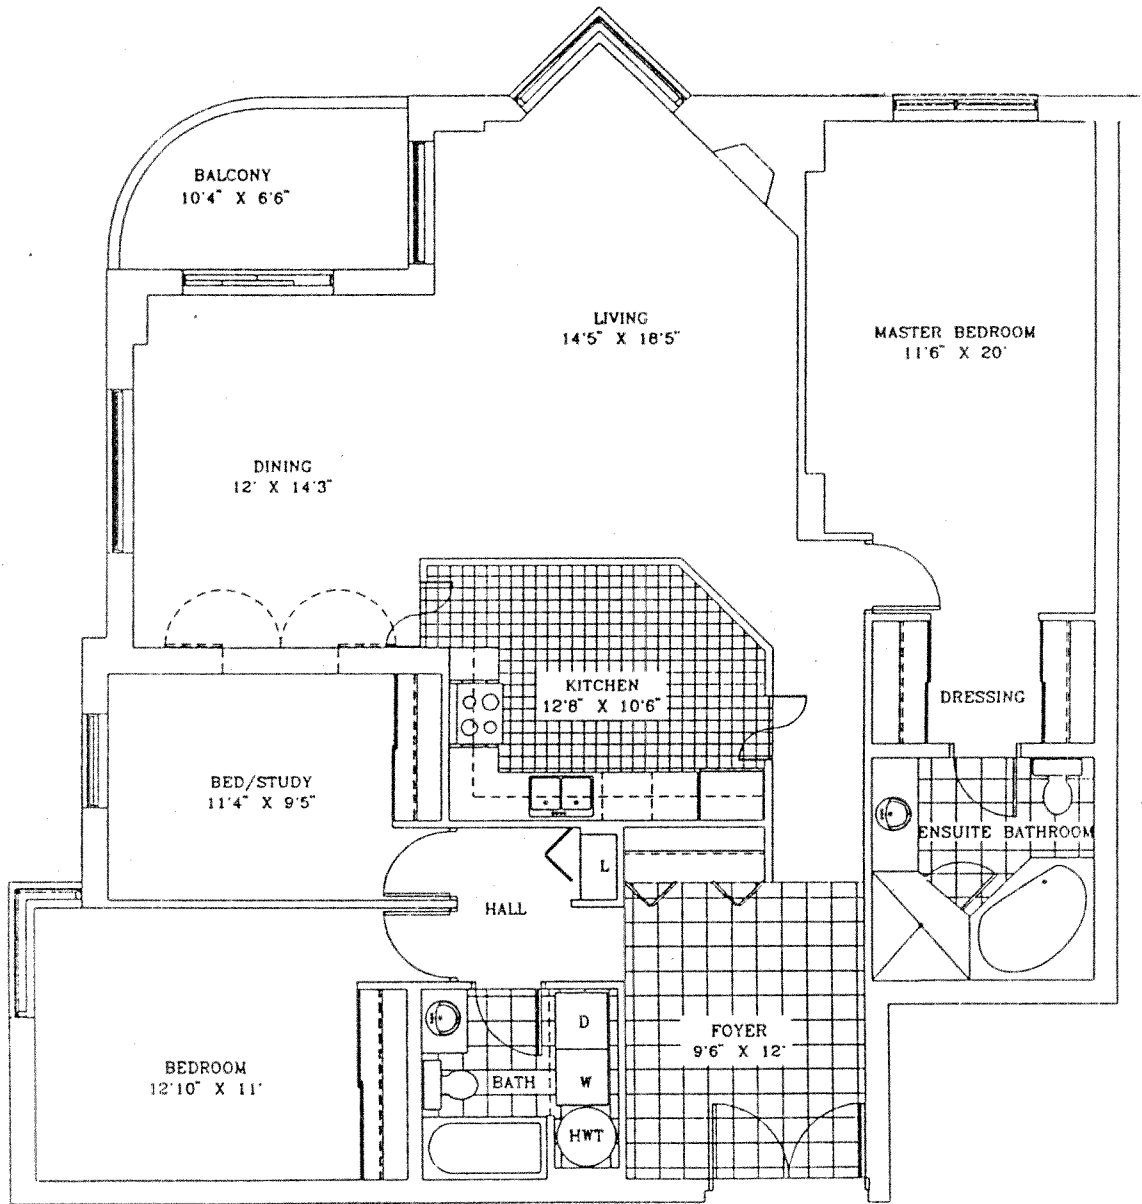 BALCONY
10'4" X 6'6"
LIVING
14'5" X 18'5"
MASTER BEDROOM
11'6" X 20'
DINING
12' X 14'3"
KITCHEN
12'8" X 10'6"
DRESSING
BED/STUDY
11'4" X 9'5"
ENSUITE BATHROOM
L
HALL
FOYER
9'6" X 12'
D
BEDROOM
12'10" X 11'
BATH
W
HWT